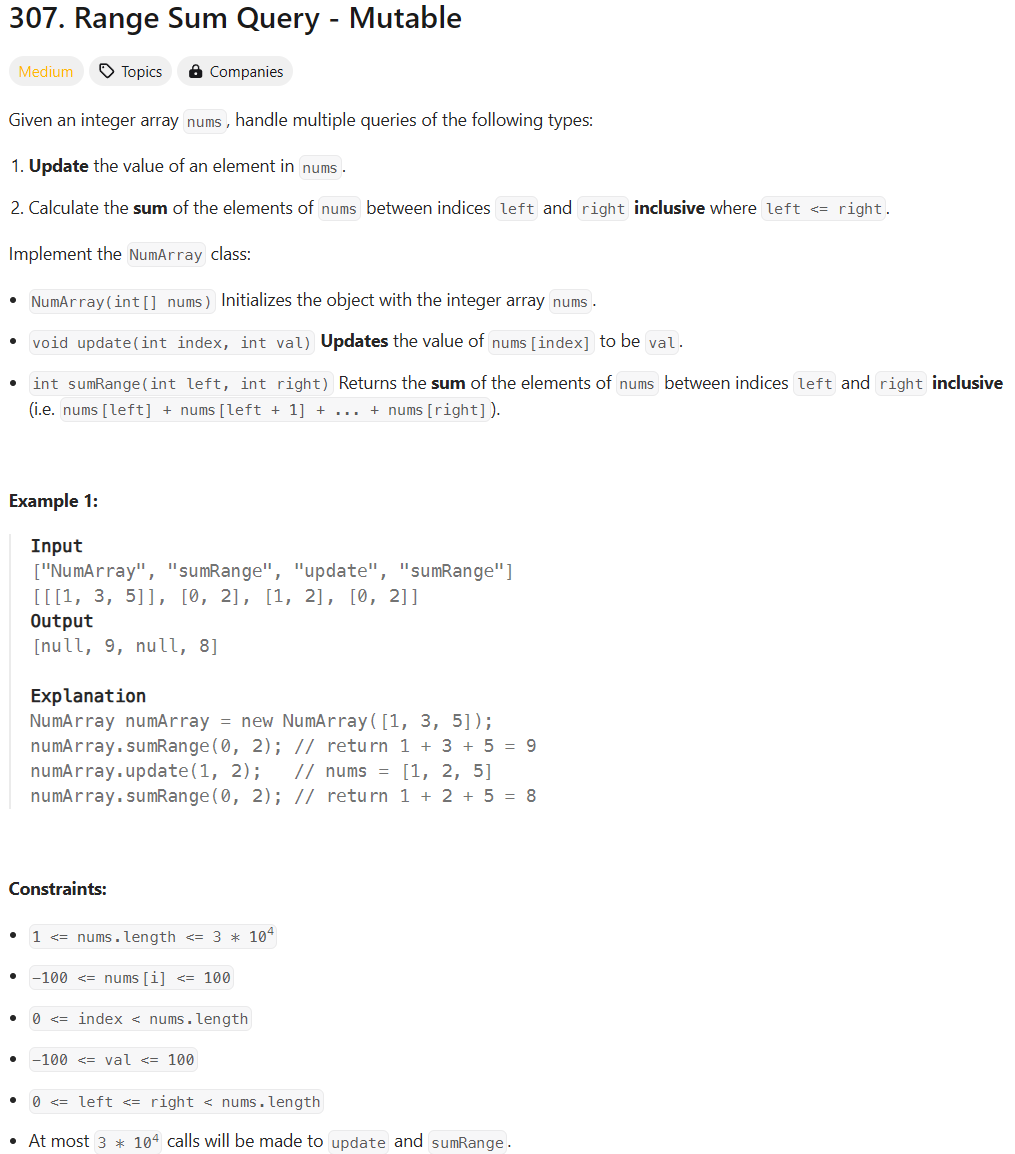 307. Range Sum Query - Mutable
Medium Topics Companies
Given an integer array nums, handle multiple queries of the following types:
1. Update the value of an element in nums.
2. Calculate the sum of the elements of nums between indices left and right inclusive where left <= right.
Implement the NumArray class:
• NumArray(int[] nums) Initializes the object with the integer array nums.
• void update(int index, int val) Updates the value of nums[index] to be val.
• int sumRange(int left, int right) Returns the sum of the elements of nums between indices left and right inclusive
(i.e. nums[left] + nums[left + 1] + ... + nums[right]).
Example 1:
Input
["NumArray", "sumRange", "update", "sumRange"]
[[[1, 3, 5]], [0, 2], [1, 2], [0, 2]]
Output
[null, 9, null, 8]
Explanation
NumArray numArray = new NumArray([1, 3, 5]);
numArray.sumRange(0, 2); // return 1 + 3 + 5 = 9
numArray.update(1, 2);   // nums = [1, 2, 5]
numArray.sumRange(0, 2); // return 1 + 2 + 5 = 8
Constraints:
• 1 <= nums.length <= 3 * 10⁴
• -100 <= nums[i] <= 100
• 0 <= index < nums.length
• -100 <= val <= 100
• 0 <= left <= right < nums.length
• At most 3 * 10⁴ calls will be made to update and sumRange.